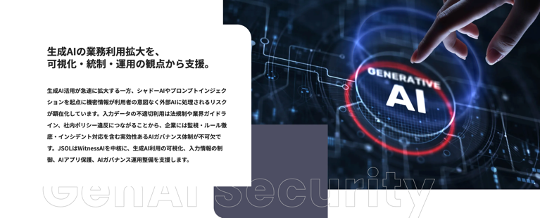 生成AIの業務利用拡大を、
可視化・統制・運用の観点から支援。
生成AI活用が急速に拡大する一方、シャドーAIやプロンプトインジェク
ションを起点に機密情報が利用者の意図なく外部AIに処理されるリスク
が顕在化しています。入力データの不適切利用は法規制や業界ガイドラ
イン、社内ポリシー違反につながることから、企業には監視・ルール徹
底・インシデント対応を含む実効性あるAIガバナンス体制が不可欠で
す。JSOLはWitnessAIを中核に、生成AI利用の可視化、入力情報の制
御、AIアプリ保護、AIガバナンス運用整備を支援します。
GENERATIVE
AI
GenAI Security